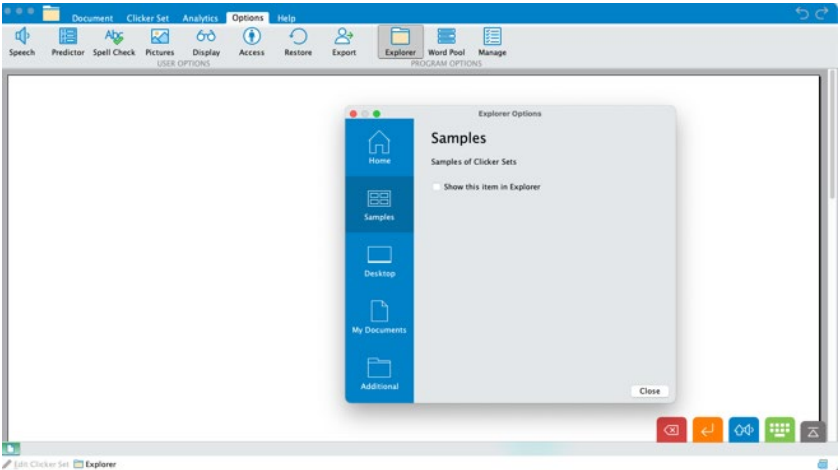 Document Clicker Set Analytics Options Help
Speech Predictor Spell Check Pictures Display Access Restore Export Explorer Word Pool Manage
USER OPTIONS PROGRAM OPTIONS
Explorer Options
Home
Samples
Desktop
My Documents
Additional
Samples
Samples of Clicker Sets
Show this item in Explorer
Close
Edit Clicker Set Explorer